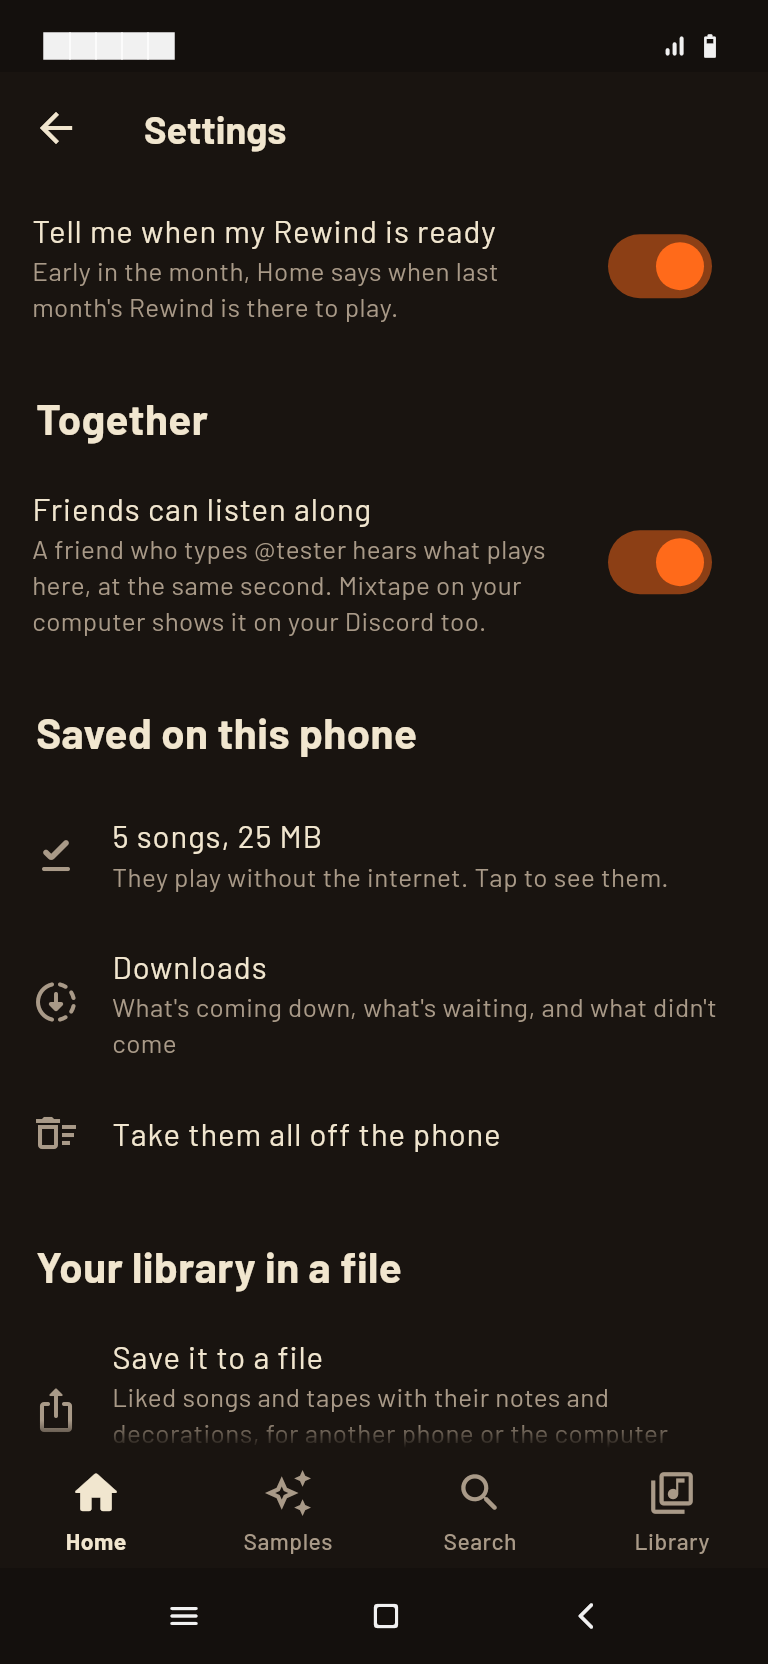 Settings
Tell me when my Rewind is ready
Early in the month, Home says when last
month's Rewind is there to play.
Together
Friends can listen along
A friend who types @tester hears what plays
here, at the same second. Mixtape on your
computer shows it on your Discord too.
Saved on this phone
5 songs, 25 MB
They play without the internet. Tap to see them.
Downloads
What's coming down, what's waiting, and what didn't
come
Take them all off the phone
Your library in a file
Save it to a file
Liked songs and tapes with their notes and
decorations, for another phone or the computer
Home
Samples
Search
Library